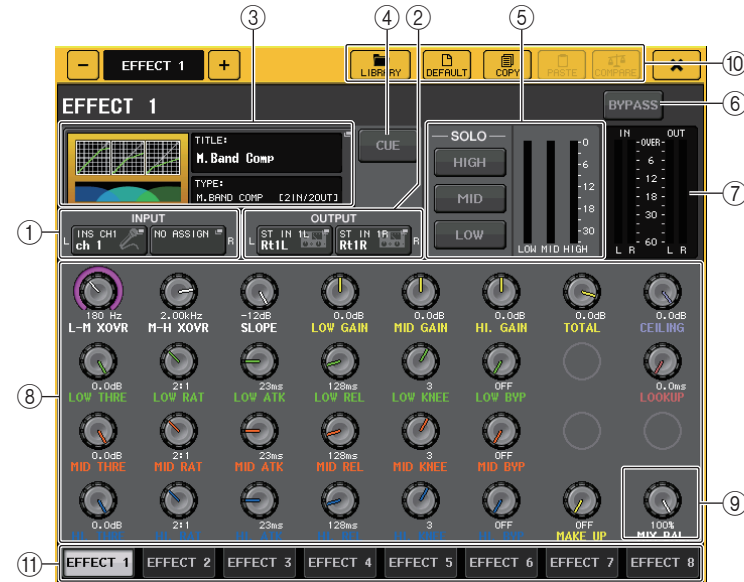 ③ ④ ② ⑤
− EFFECT 1 + LIBRARY DEFAULT COPY PASTE COMPARE ×
⑩
EFFECT 1 BYPASS
⑥
TITLE:
M.Band Comp
TYPE:
M.BAND COMP [2IN/2OUT]
CUE
SOLO
HIGH
MID
LOW
0
6
12
18
30
LOW MID HIGH
IN OUT
-OVER-
6
12
18
30
60
L R L R
⑦
①
INPUT
L INS CH1 ch 1 NO ASSIGN R
OUTPUT
L ST IN 1L Rt1L ST IN 1R Rt1R R
180 Hz 2.00kHz -12dB 0.0dB 0.0dB 0.0dB 0.0dB 0.0dB
L-M XOVR M-H XOVR SLOPE LOW GAIN MID GAIN HI. GAIN TOTAL CEILING
⑧
0.0dB 2:1 23ms 128ms 3 OFF 0.0ms
LOW THRE LOW RAT LOW ATK LOW REL LOW KNEE LOW BYP LOOKUP
0.0dB 2:1 23ms 128ms 3 OFF
MID THRE MID RAT MID ATK MID REL MID KNEE MID BYP
⑨
0.0dB 2:1 23ms 128ms 3 OFF OFF 100%
MAKE UP MIX BAL
⑪
EFFECT 1 EFFECT 2 EFFECT 3 EFFECT 4 EFFECT 5 EFFECT 6 EFFECT 7 EFFECT 8